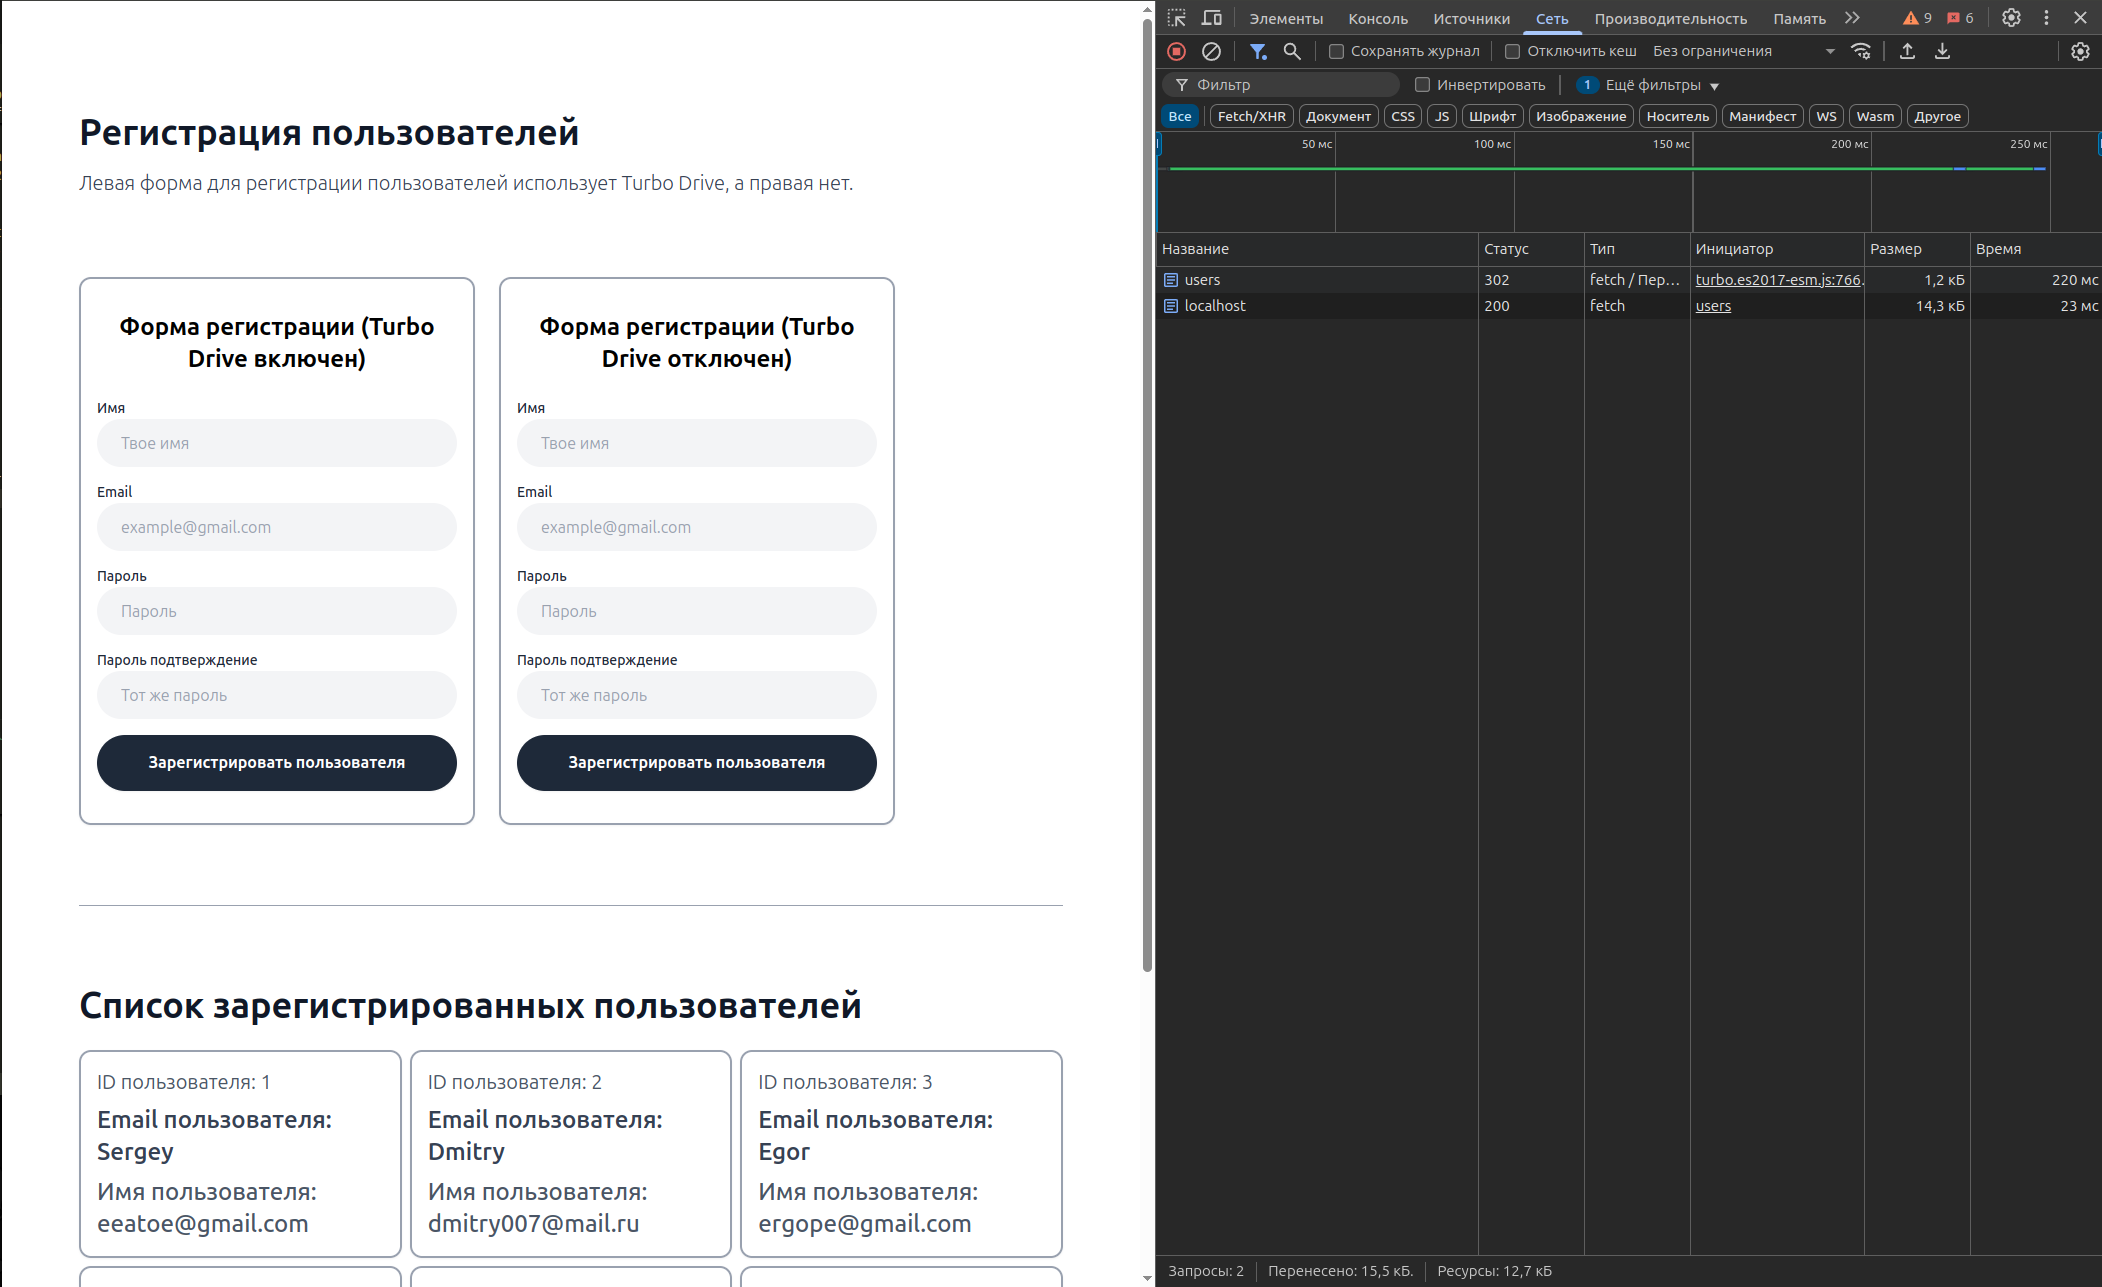 Регистрация пользователей
Левая форма для регистрации пользователей использует Turbo Drive, а правая нет.
Форма регистрации (Turbo
Drive включен)
Имя
Твое имя
Email
example@gmail.com
Пароль
Пароль
Пароль подтверждение
Тот же пароль
Зарегистрировать пользователя
Форма регистрации (Turbo
Drive отключен)
Имя
Твое имя
Email
example@gmail.com
Пароль
Пароль
Пароль подтверждение
Тот же пароль
Зарегистрировать пользователя
Список зарегистрированных пользователей
ID пользователя: 1
Email пользователя:
Sergey
Имя пользователя:
eeatoe@gmail.com
ID пользователя: 2
Email пользователя:
Dmitry
Имя пользователя:
dmitry007@mail.ru
ID пользователя: 3
Email пользователя:
Egor
Имя пользователя:
ergope@gmail.com
Элементы Консоль Источники Сеть Производительность Память 9 6
Сохранять журнал Отключить кеш Без ограничения
Фильтр Инвертировать 1 Ещё фильтры
Все Fetch/XHR Документ CSS JS Шрифт Изображение Носитель Манифест WS Wasm Другое
50 мс 100 мс 150 мс 200 мс 250 мс
Название Статус Тип Инициатор Размер Время
users 302 fetch / Пер... turbo.es2017-esm.js:766. 1,2 кБ 220 мс
localhost 200 fetch users 14,3 кБ 23 мс
Запросы: 2 Перенесено: 15,5 кБ. Ресурсы: 12,7 кБ